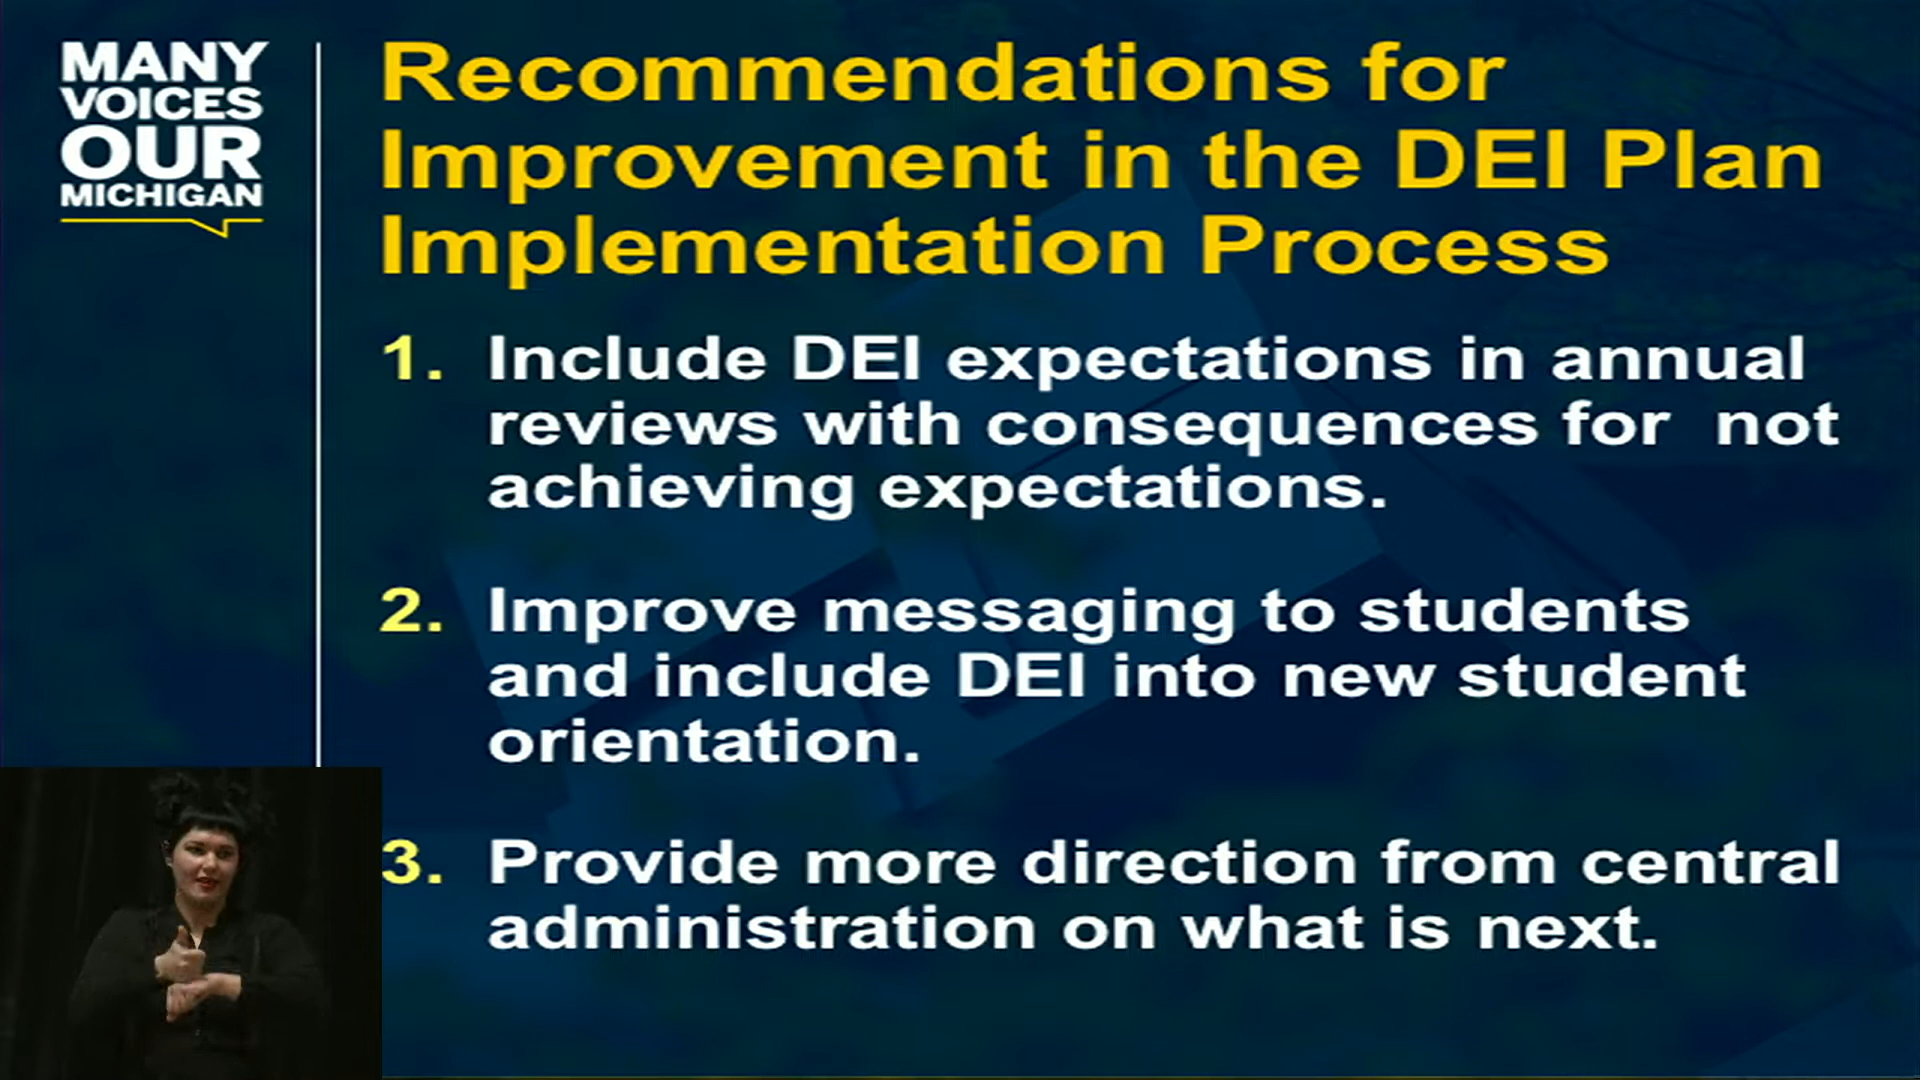 MANY
VOICES
OUR
MICHIGAN
Recommendations for
Improvement in the DEI Plan
Implementation Process
1. Include DEI expectations in annual
reviews with consequences for not
achieving expectations.
2. Improve messaging to students
and include DEI into new student
orientation.
3. Provide more direction from central
administration on what is next.